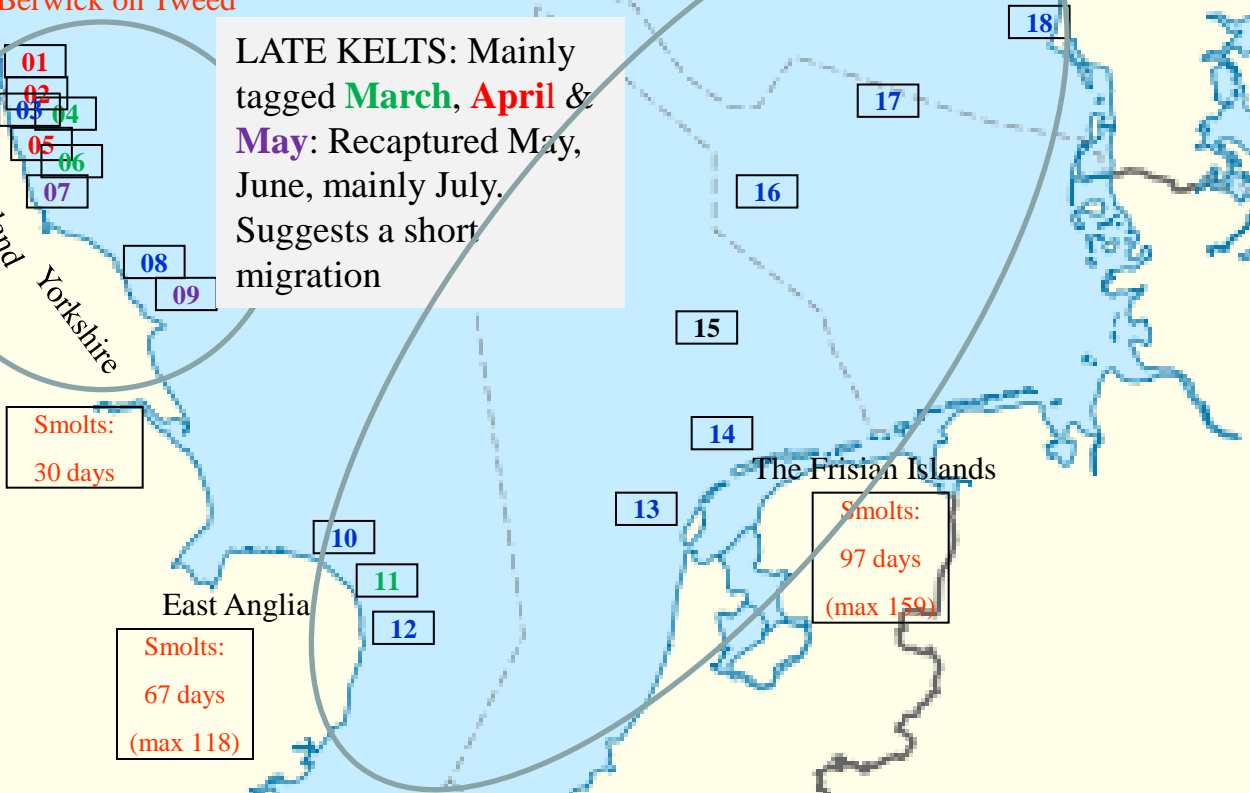 Berwick on Tweed
LATE KELTS: Mainly
tagged March, April &
May: Recaptured May,
June, mainly July.
Suggests a short
migration
01
02
03
04
05
06
07
08
09
Yorkshire
Smolts:
30 days
10
11
12
East Anglia
Smolts:
67 days
(max 118)
13
14
15
16
17
18
The Frisian Islands
Smolts:
97 days
(max 159)